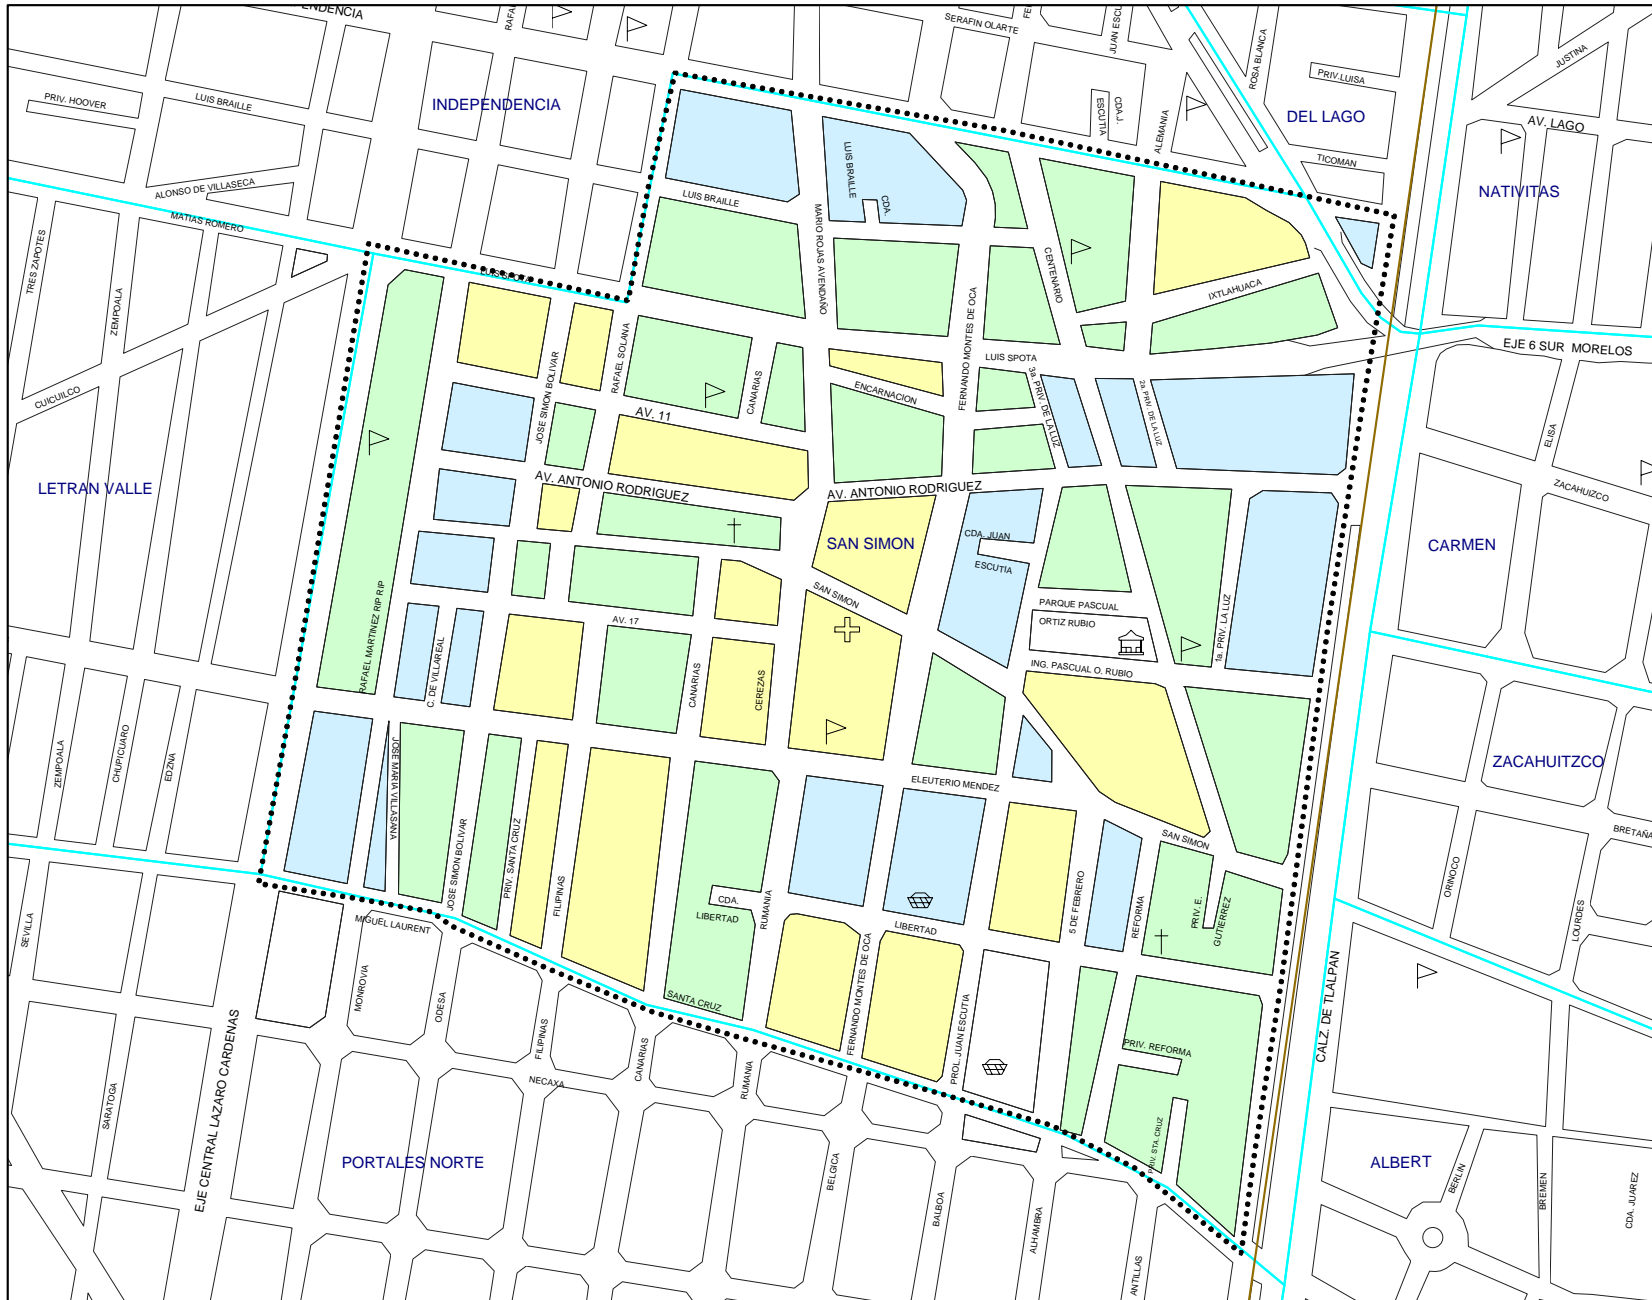 NDENCIA
SERAFIN OLARTE
JUAN ESCU
ROSA BLANCA
JUSTINA
PRIV.LUISA
PRIV. HOOVER
LUIS BRAILLE
INDEPENDENCIA
CDA.J.
ESCUTIA
ALEMANIA
DEL LAGO
AV. LAGO
TICOMAN
NATIVITAS
ALONSO DE VILLASECA
MATIAS ROMERO
LUIS BRAILLE
LUIS BRAILLE
CDA.
MARIO ROJAS AVENDAÑO
TRES ZAPOTES
ZEMPOALA
LUIS SPOTA
CENTENARIO
IXTLAHUACA
FERNANDO MONTES DE OCA
EJE 6 SUR MORELOS
RAFAEL SOLANA
JOSE SIMON BOLIVAR
CANARIAS
LUIS SPOTA
ENCARNACION
3a. PRIV. DE LA LUZ
2a. PRIV. DE LA LUZ
CUICUILCO
AV. 11
ELISA
LETRAN VALLE
AV. ANTONIO RODRIGUEZ
AV. ANTONIO RODRIGUEZ
ZACAHUIZCO
SAN SIMON
CDA. JUAN
ESCUTIA
CARMEN
RAFAEL MARTINEZ RIP RIP
SAN SIMON
PARQUE PASCUAL
ORTIZ RUBIO
AV. 17
1a. PRIV. LA LUZ
C. DE VILLAREAL
CANARIAS
CEREZAS
ING. PASCUAL O. RUBIO
ZEMPOALA
CHUPICUARO
EDZNA
JOSE MARIA VILLASANA
ZACAHUITZCO
ELEUTERIO MENDEZ
JOSE SIMON BOLIVAR
PRIV. SANTA CRUZ
FILIPINAS
SAN SIMON
BRETAÑA
ORINOCO
SEVILLA
CDA.
LIBERTAD
RUMANIA
LIBERTAD
5 DE FEBRERO
REFORMA
PRIV. E.
GUTIERREZ
LOURDES
MIGUEL LAURENT
MONROVIA
ODESA
FILIPINAS
SANTA CRUZ
FERNANDO MONTES DE OCA
PROL. JUAN ESCUTIA
CALZ. DE TLALPAN
PRIV. REFORMA
CANARIAS
RUMANIA
NECAXA
EJE CENTRAL LAZARO CARDENAS
SARATOGA
PORTALES NORTE
BELGICA
BALBOA
ALHAMBRA
ANTILLAS
PRIV. STA. CRUZ
ALBERT
BERLIN
BREMEN
CDA. JUAREZ